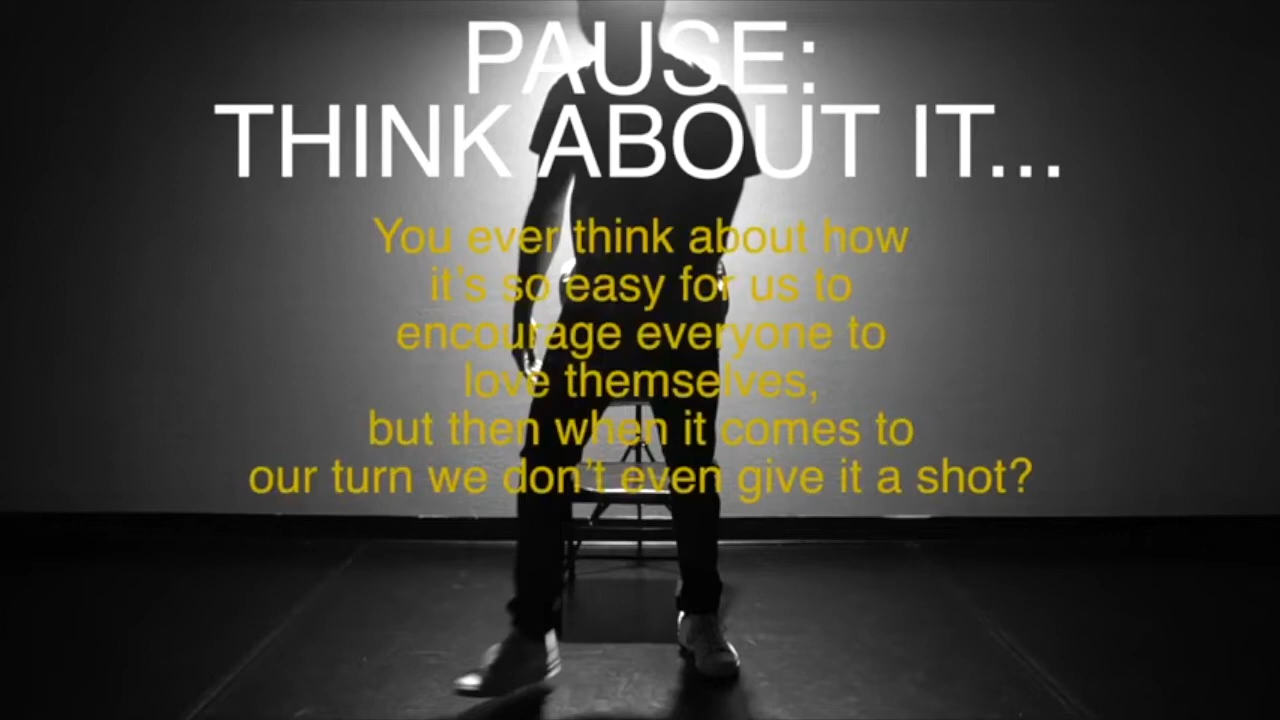 PAUSE:
THINK ABOUT IT...
You ever think about how
it's so easy for us to
encourage everyone to
love themselves,
but then when it comes to
our turn we don't even give it a shot?